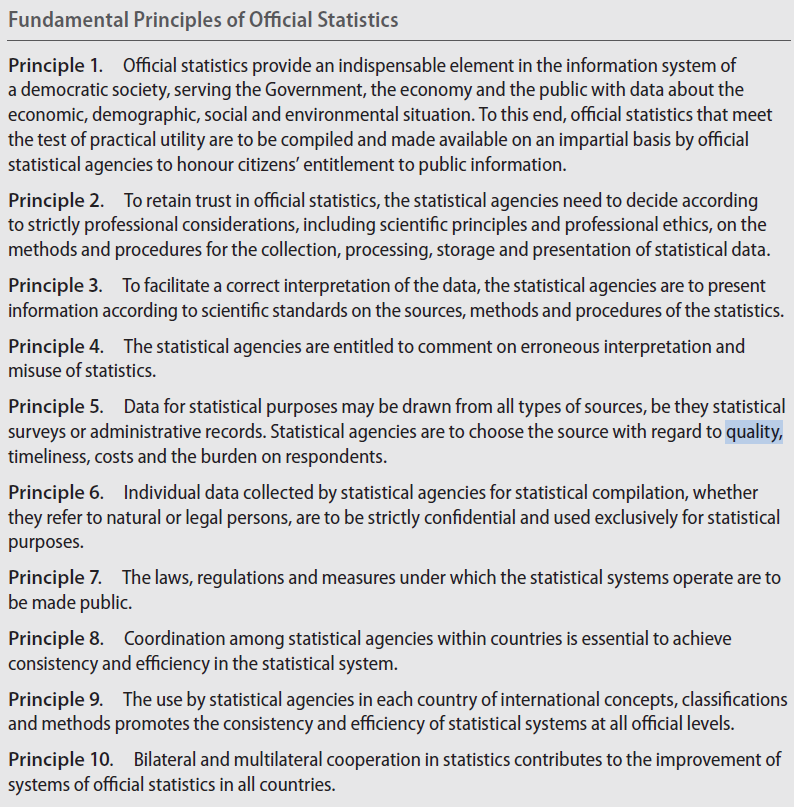 Fundamental Principles of Official Statistics
Principle 1. Official statistics provide an indispensable element in the information system of
a democratic society, serving the Government, the economy and the public with data about the
economic, demographic, social and environmental situation. To this end, official statistics that meet
the test of practical utility are to be compiled and made available on an impartial basis by official
statistical agencies to honour citizens’ entitlement to public information.
Principle 2. To retain trust in official statistics, the statistical agencies need to decide according
to strictly professional considerations, including scientific principles and professional ethics, on the
methods and procedures for the collection, processing, storage and presentation of statistical data.
Principle 3. To facilitate a correct interpretation of the data, the statistical agencies are to present
information according to scientific standards on the sources, methods and procedures of the statistics.
Principle 4. The statistical agencies are entitled to comment on erroneous interpretation and
misuse of statistics.
Principle 5. Data for statistical purposes may be drawn from all types of sources, be they statistical
surveys or administrative records. Statistical agencies are to choose the source with regard to quality,
timeliness, costs and the burden on respondents.
Principle 6. Individual data collected by statistical agencies for statistical compilation, whether
they refer to natural or legal persons, are to be strictly confidential and used exclusively for statistical
purposes.
Principle 7. The laws, regulations and measures under which the statistical systems operate are to
be made public.
Principle 8. Coordination among statistical agencies within countries is essential to achieve
consistency and efficiency in the statistical system.
Principle 9. The use by statistical agencies in each country of international concepts, classifications
and methods promotes the consistency and efficiency of statistical systems at all official levels.
Principle 10. Bilateral and multilateral cooperation in statistics contributes to the improvement of
systems of official statistics in all countries.